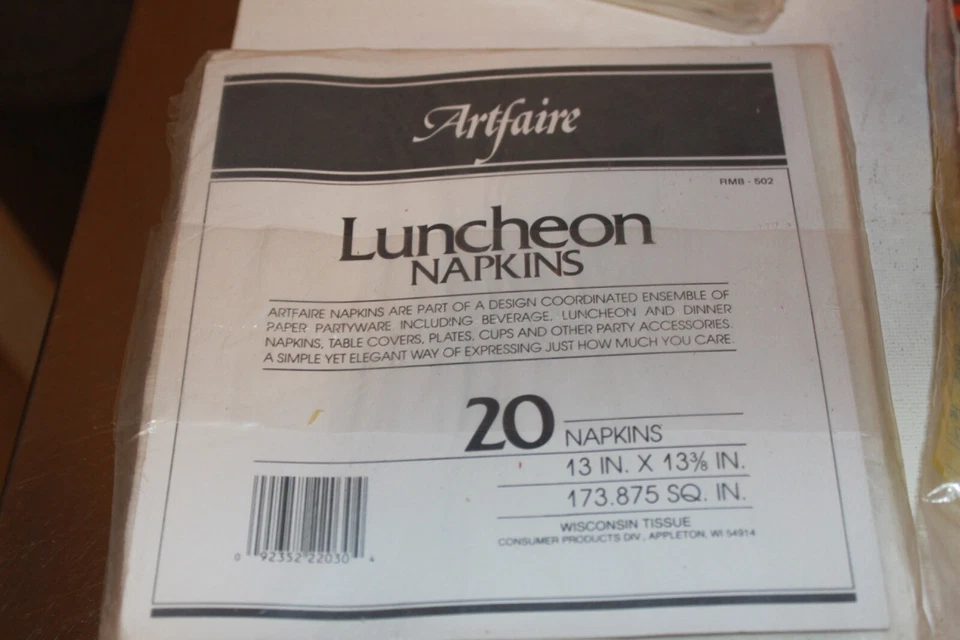 Artfaire
RMB - 502
Luncheon
NAPKINS
ARTFAIRE NAPKINS ARE PART OF A DESIGN COORDINATED ENSEMBLE OF
PAPER PARTYWARE INCLUDING BEVERAGE, LUNCHEON AND DINNER
NAPKINS, TABLE COVERS, PLATES, CUPS AND OTHER PARTY ACCESSORIES.
A SIMPLE YET ELEGANT WAY OF EXPRESSING JUST HOW MUCH YOU CARE.
20 NAPKINS
13 IN. X 13⅜ IN.
173.875 SQ. IN.
WISCONSIN TISSUE
CONSUMER PRODUCTS DIV., APPLETON, WI 54914
0 92352 22030 4